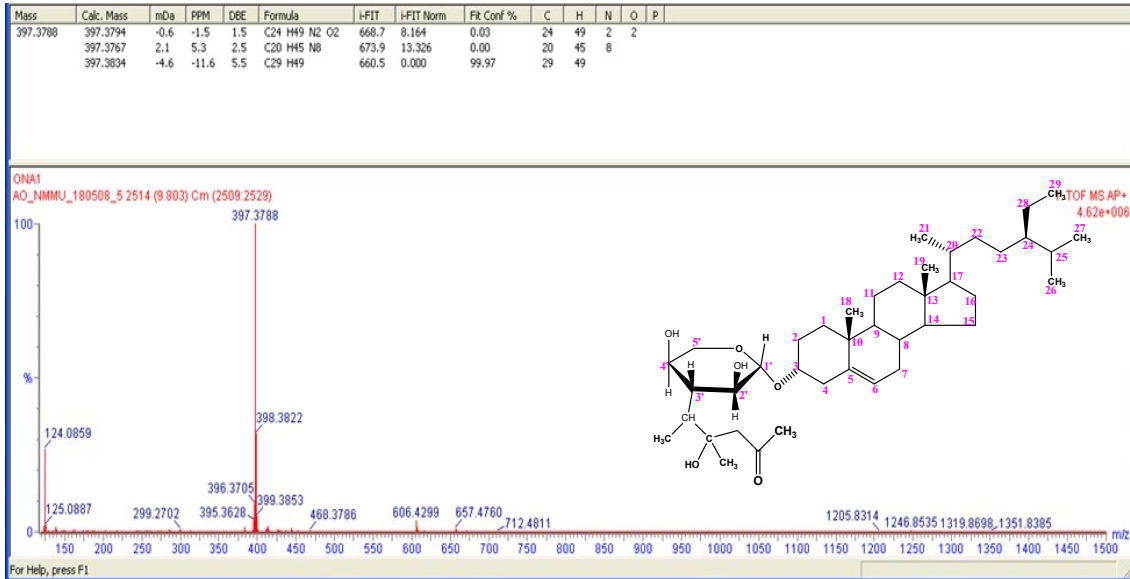 Mass Calc. Mass mDa PPM DBE Formula i-FIT i-FIT Norm Fit Conf % C H N O P
397.3788 397.3794 -0.6 -1.5 1.5 C24 H49 N2 O2 668.7 8.164 0.03 24 49 2 2
397.3767 2.1 5.3 2.5 C20 H45 N8 673.9 13.326 0.00 20 45 8
397.3834 -4.6 -11.6 5.5 C29 H49 660.5 0.000 99.97 29 49
ONA1
AO_NMMU_180508_5 2514 (9.803) Cm (2509:2529)
TOF MS AP+
4.62e+006
100
%
0
397.3788
398.3822
124.0859
125.0887
299.2702
396.3705
395.3628
399.3853
468.3786
606.4299
657.4760
712.4811
1205.8314
1246.8535
1319.8698
1351.8385
29
CH3
28
21
H3C
20
22
23
24
27
CH3
25
26
CH3
19
CH3
12
11
13
17
16
14
15
18
CH3
1
2
10
9
8
3
5
4
6
7
OH
5'
O
H
4'
OH
1'
H
H
3'
2'
O
H
CH
H3C
HO
CH3
CH3
O
150 200 250 300 350 400 450 500 550 600 650 700 750 800 850 900 950 1000 1050 1100 1150 1200 1250 1300 1350 1400 1450 1500 m/z
For Help, press F1